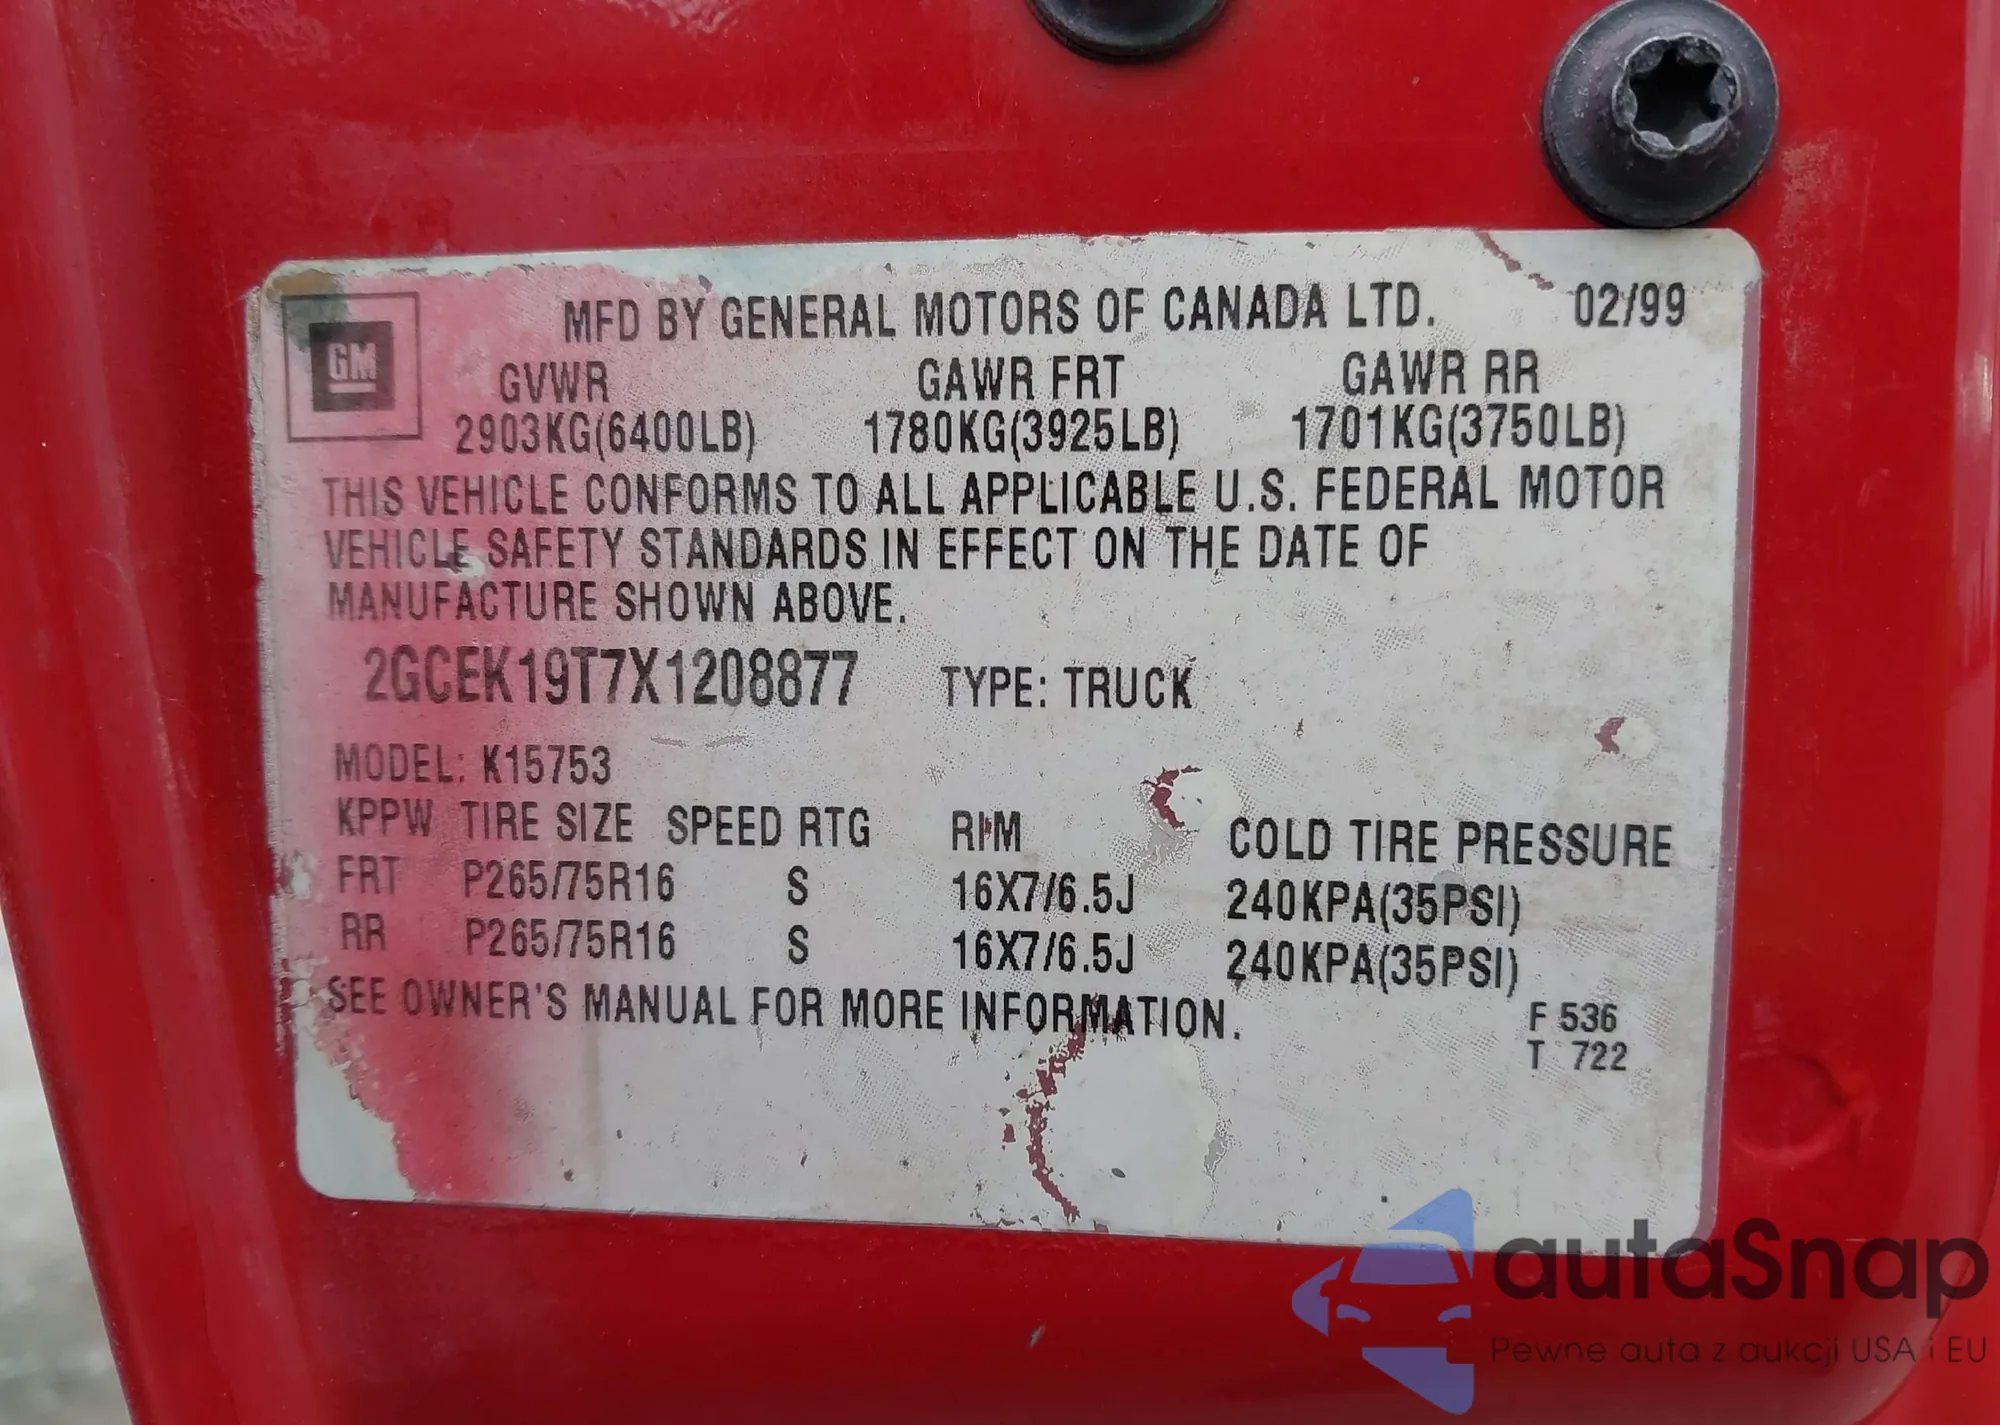 GM
MFD BY GENERAL MOTORS OF CANADA LTD. 02/99
GVWR GAWR FRT GAWR RR
2903KG(6400LB) 1780KG(3925LB) 1701KG(3750LB)
THIS VEHICLE CONFORMS TO ALL APPLICABLE U.S. FEDERAL MOTOR
VEHICLE SAFETY STANDARDS IN EFFECT ON THE DATE OF
MANUFACTURE SHOWN ABOVE.
2GCEK19T7X1208877 TYPE: TRUCK
MODEL: K15753
KPPW TIRE SIZE SPEED RTG RIM COLD TIRE PRESSURE
FRT P265/75R16 S 16X7/6.5J 240KPA(35PSI)
RR P265/75R16 S 16X7/6.5J 240KPA(35PSI)
SEE OWNER'S MANUAL FOR MORE INFORMATION.
F 536
T 722
autaSnap
Pewne auta z aukcji USA i EU